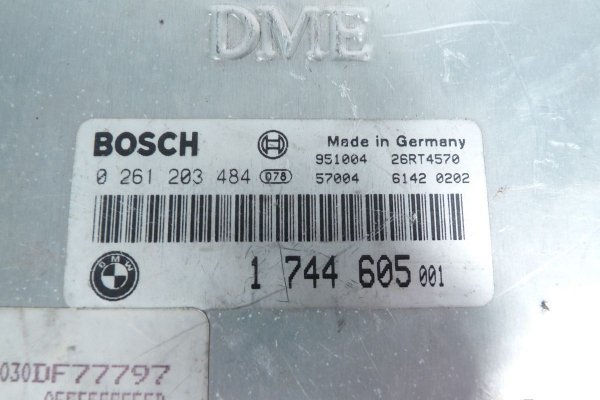 DME
BOSCH Made in Germany
951004 26RT4570
0 261 203 484 078 57004 6142 0202
BMW 1 744 605 001
030DF77797